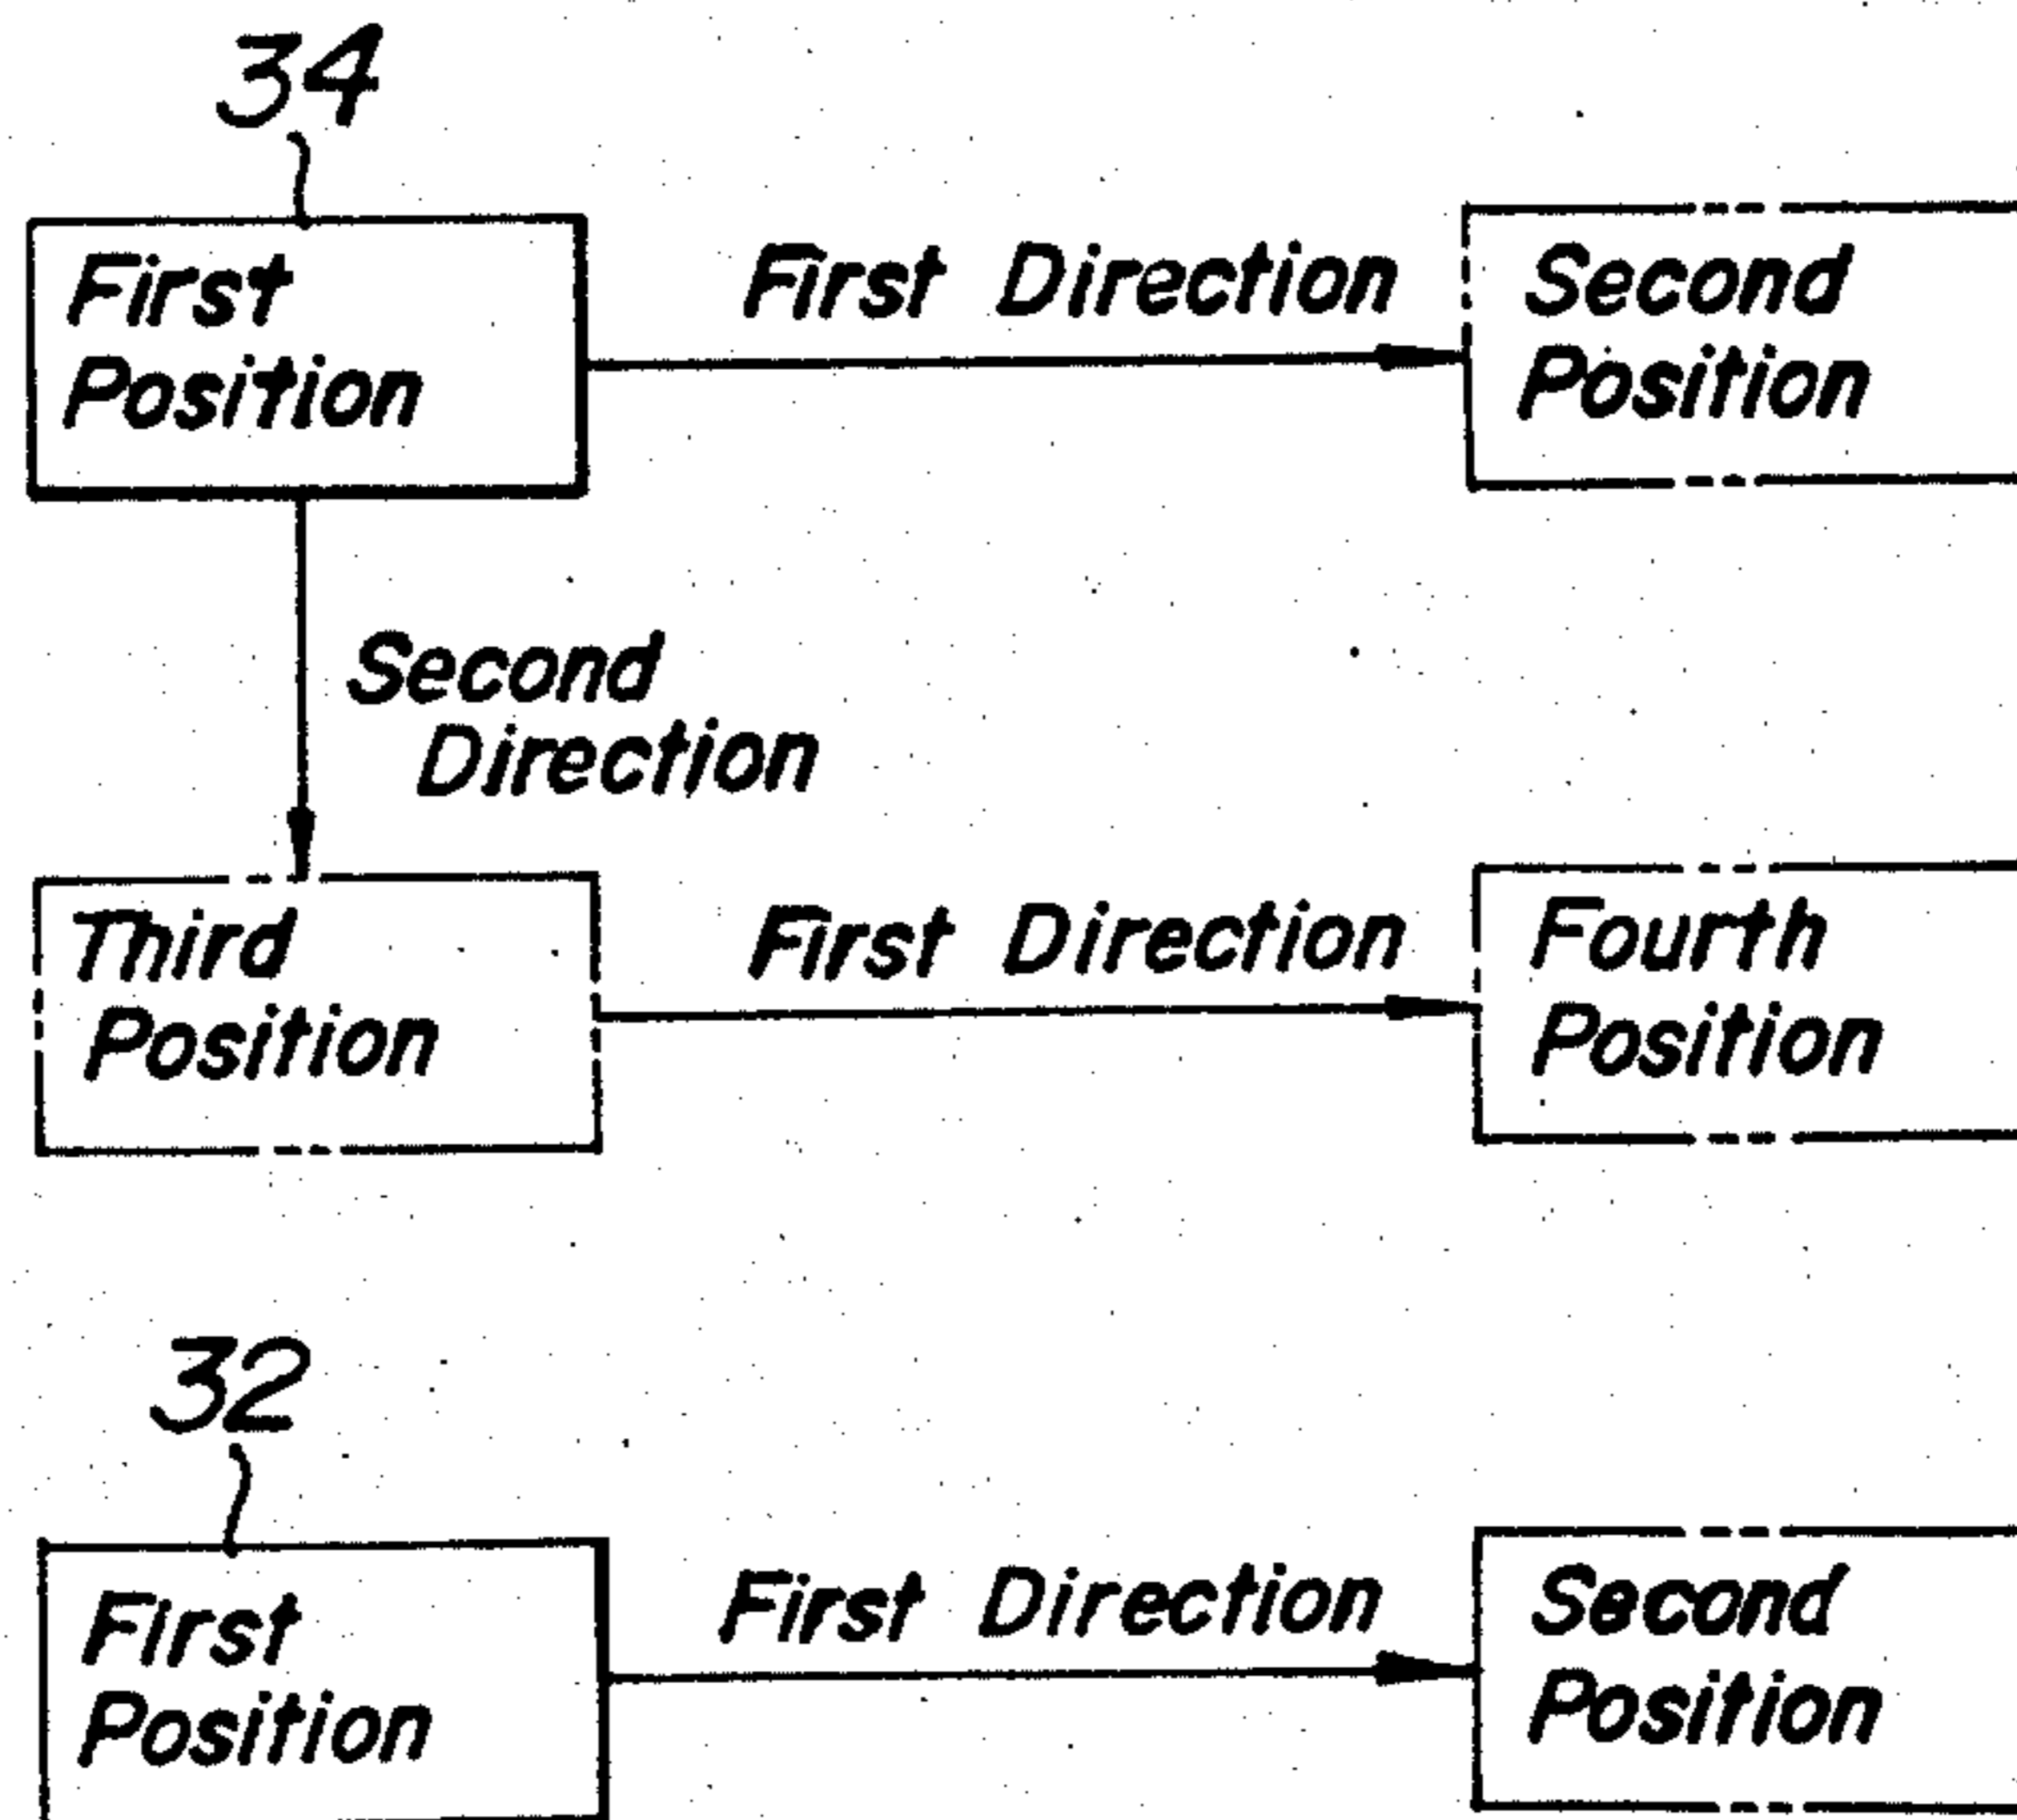 34
First
Position
First Direction
Second
Position
Second
Direction
Third
Position
First Direction
Fourth
Position
32
First
Position
First Direction
Second
Position